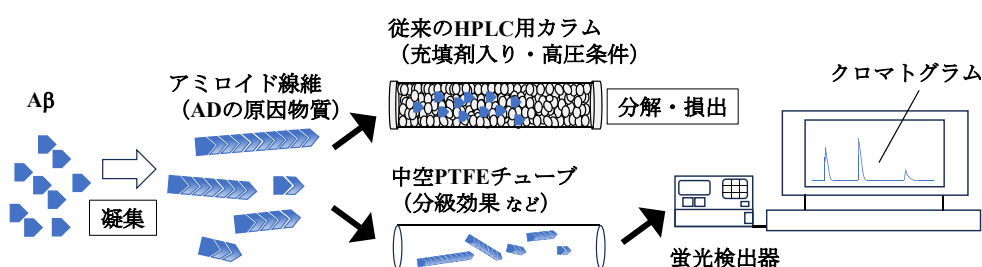 Aβ
凝集
アミロイド線維
（ADの原因物質）
従来のHPLC用カラム
（充填剤入り・高圧条件）
分解・損出
中空PTFEチューブ
（分級効果 など）
クロマトグラム
蛍光検出器